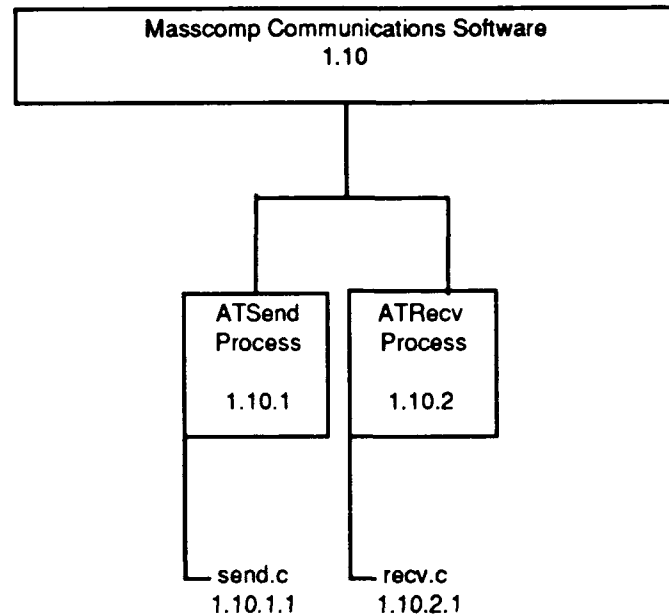 Masscomp Communications Software
1.10
ATSend
Process
1.10.1
ATRecv
Process
1.10.2
send.c
1.10.1.1
recv.c
1.10.2.1